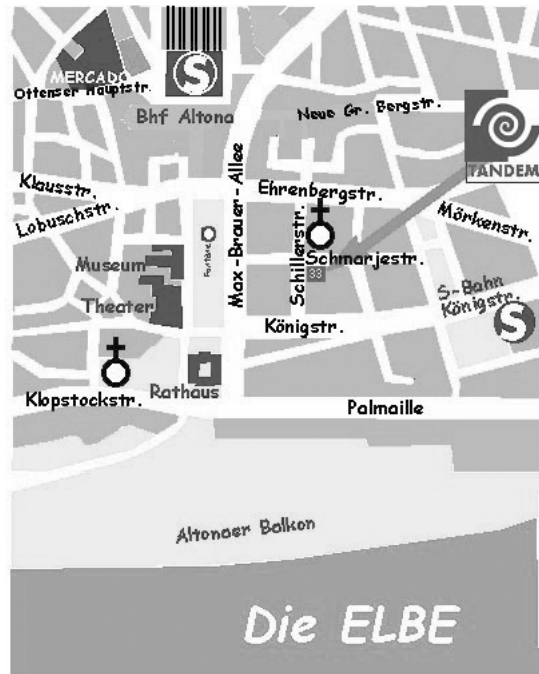 MERCADO
S
Ottenser Hauptstr.
Bhf Altona
Neue Gr. Bergstr.
TANDEM
Klausstr.
Ehrenbergstr.
Lobuschstr.
Max-Brauer-Allee
Mörkenstr.
Fontäne
Schillerstr.
Museum
Schmarjestr.
33
S-Bahn
Königstr.
Theater
Königstr.
S
Rathaus
Klopstockstr.
Palmaille
Altonaer Balkon
Die ELBE